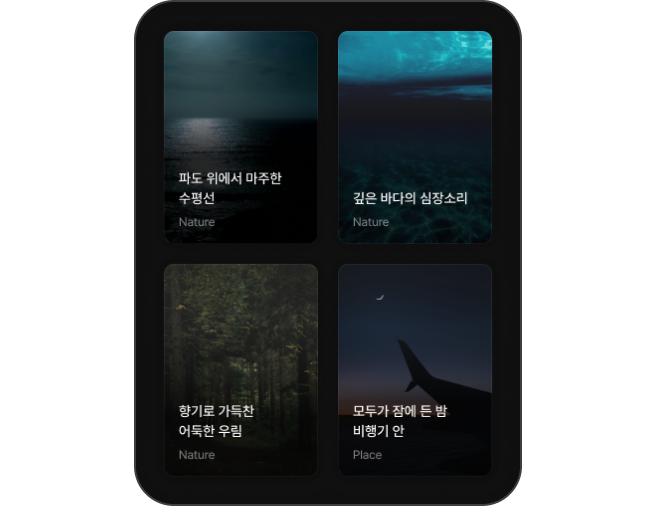 파도 위에서 마주한
수평선
Nature
깊은 바다의 심장소리
Nature
향기로 가득찬
어둑한 우림
Nature
모두가 잠에 든 밤
비행기 안
Place